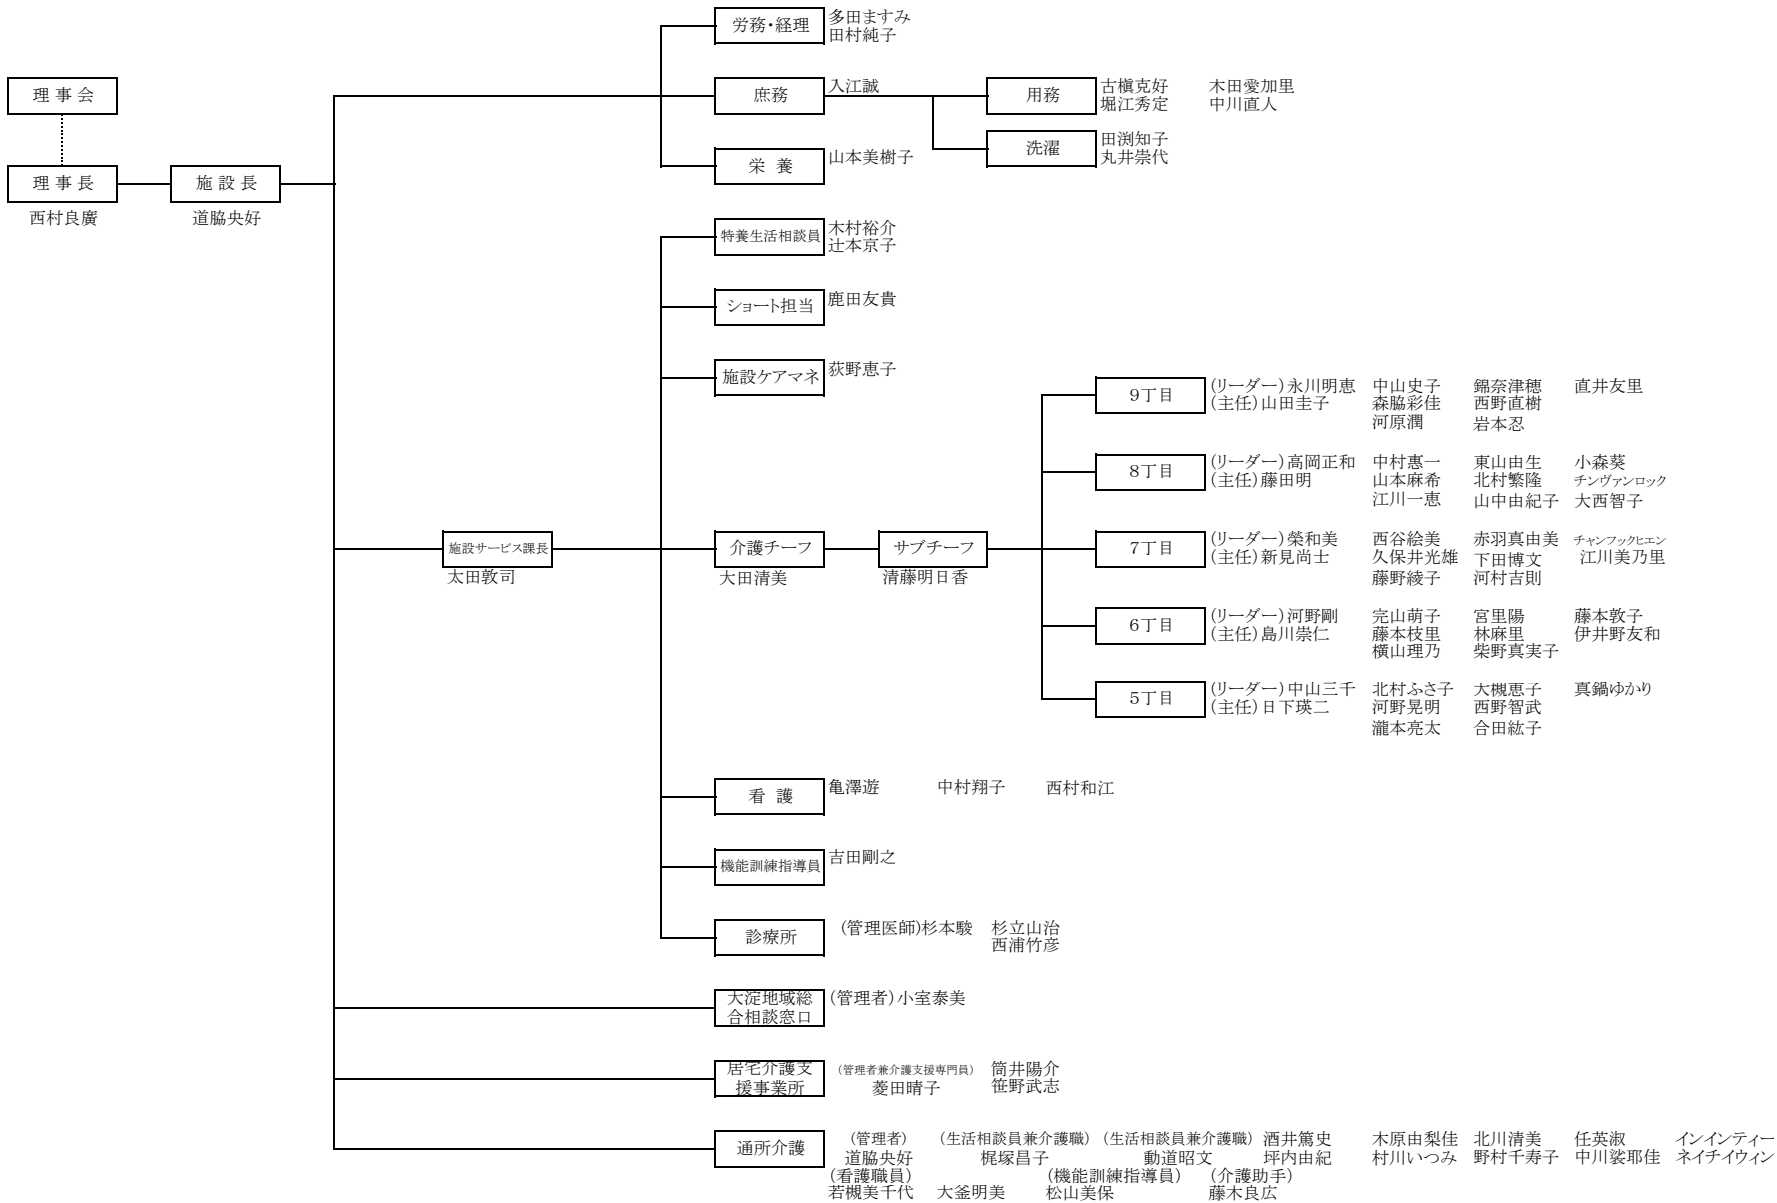 理事会
理事長
西村良廣
施設長
道脇央好
労務・経理
多田ますみ
田村純子
庶務
入江誠
用務
古槇克好 木田愛加里
堀江秀定 中川直人
洗濯
田渕知子
丸井崇代
栄養
山本美樹子
施設サービス課長
太田敦司
特養生活相談員
木村裕介
辻本京子
ショート担当
鹿田友貴
施設ケアマネ
荻野恵子
介護チーフ
大田清美
サブチーフ
清藤明日香
9丁目
(リーダー)永川明恵 中山史子 錦奈津穂 直井友里
(主任)山田圭子 森脇彩佳 西野直樹
河原潤 岩本忍
8丁目
(リーダー)高岡正和 中村惠一 東山由生 小森葵
(主任)藤田明 山本麻希 北村繁隆 チンヴァンロック
江川一恵 山中由紀子 大西智子
7丁目
(リーダー)榮和美 西谷絵美 赤羽真由美 チャンフックヒエン
(主任)新見尚士 久保井光雄 下田博文 江川美乃里
藤野綾子 河村吉則
6丁目
(リーダー)河野剛 完山萌子 宮里陽 藤本敦子
(主任)島川崇仁 藤本枝里 林麻里 伊井野友和
横山理乃 柴野真実子
5丁目
(リーダー)中山三千 北村ふさ子 大槻恵子 真鍋ゆかり
(主任)日下瑛二 河野晃明 西野智武
瀧本亮太 合田紘子
看護
亀澤遊 中村翔子 西村和江
機能訓練指導員
吉田剛之
診療所
(管理医師)杉本駿 杉立山治
西浦竹彦
大淀地域総
合相談窓口
(管理者)小室泰美
居宅介護支
援事業所
(管理者兼介護支援専門員) 筒井陽介
菱田晴子 笹野武志
通所介護
(管理者) (生活相談員兼介護職) (生活相談員兼介護職) 酒井篤史 木原由梨佳 北川清美 任英淑 インインティー
道脇央好 梶塚昌子 動道昭文 坪内由紀 村川いつみ 野村千寿子 中川裟耶佳 ネイチイウィン
(看護職員) (機能訓練指導員) (介護助手)
若槻美千代 大釜明美 松山美保 藤木良広